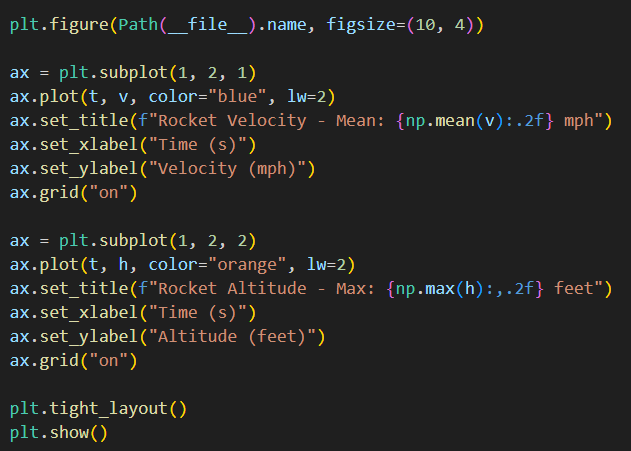 plt.figure(Path(__file__).name, figsize=(10, 4))
ax = plt.subplot(1, 2, 1)
ax.plot(t, v, color="blue", lw=2)
ax.set_title(f"Rocket Velocity - Mean: {np.mean(v):.2f} mph")
ax.set_xlabel("Time (s)")
ax.set_ylabel("Velocity (mph)")
ax.grid("on")
ax = plt.subplot(1, 2, 2)
ax.plot(t, h, color="orange", lw=2)
ax.set_title(f"Rocket Altitude - Max: {np.max(h):,.2f} feet")
ax.set_xlabel("Time (s)")
ax.set_ylabel("Altitude (feet)")
ax.grid("on")
plt.tight_layout()
plt.show()